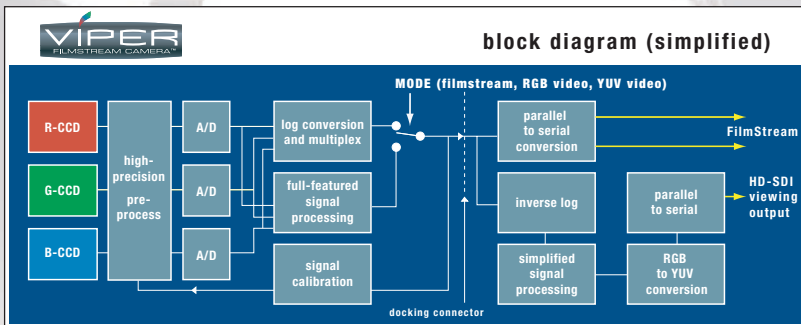 VIPER
FILMSTREAM CAMERA™
block diagram (simplified)
MODE (filmstream, RGB video, YUV video)
R-CCD
G-CCD
B-CCD
high-
precision
pre-
process
A/D
A/D
A/D
log conversion
and multiplex
full-featured
signal
processing
signal
calibration
docking connector
parallel
to serial
conversion
FilmStream
inverse log
parallel
to serial
HD-SDI
viewing
output
simplified
signal
processing
RGB
to YUV
conversion